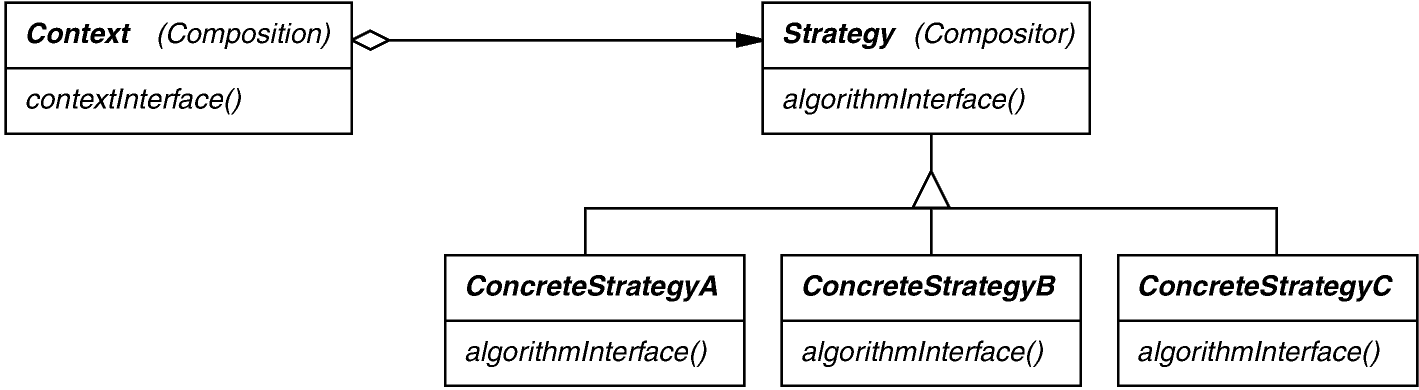 Context (Composition)
contextInterface()
Strategy (Compositor)
algorithmInterface()
ConcreteStrategyA
algorithmInterface()
ConcreteStrategyB
algorithmInterface()
ConcreteStrategyC
algorithmInterface()